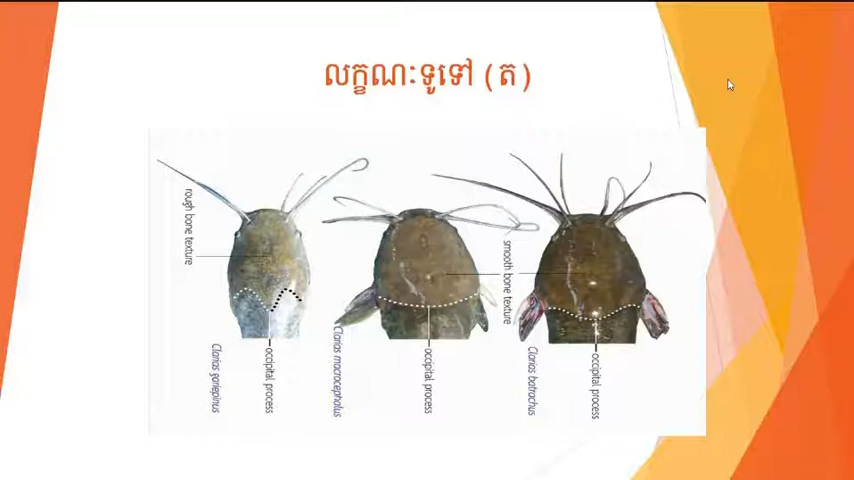 លក្ខណៈទូទៅ (ត)
rough bone texture
smooth bone texture
Clarias gariepinus
occipital process
Clarias macrocephalus
occipital process
Clarias batrachus
occipital process